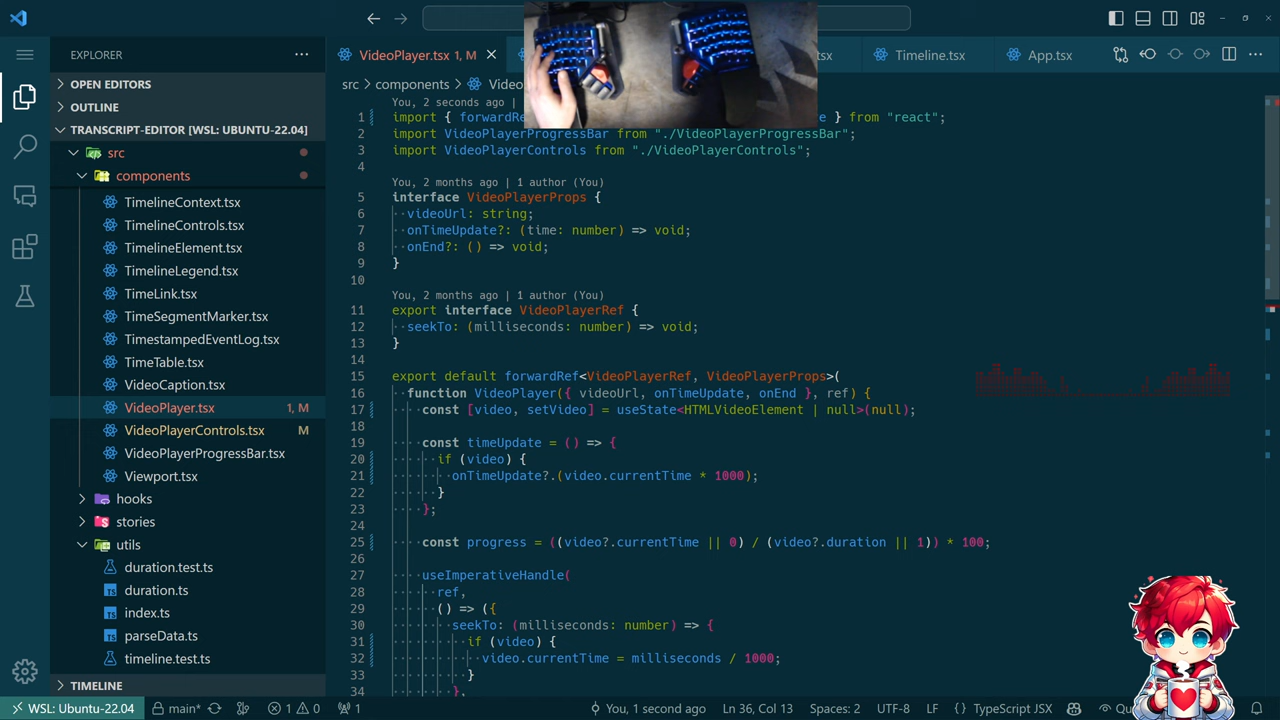 EXPLORER
OPEN EDITORS
OUTLINE
TRANSCRIPT-EDITOR [WSL: UBUNTU-22.04]
src
components
TimelineContext.tsx
TimelineControls.tsx
TimelineElement.tsx
TimelineLegend.tsx
TimeLink.tsx
TimeSegmentMarker.tsx
TimestampedEventLog.tsx
TimeTable.tsx
VideoCaption.tsx
VideoPlayer.tsx 1, M
VideoPlayerControls.tsx M
VideoPlayerProgressBar.tsx
Viewport.tsx
hooks
stories
utils
duration.test.ts
duration.ts
index.ts
parseData.ts
timeline.test.ts
TIMELINE
VideoPlayer.tsx 1, M
sx
Timeline.tsx
App.tsx
src > components > Video
You, 2 seconds ago |
1 import { forwardRe e } from "react";
2 import VideoPlayerProgressBar from "./VideoPlayerProgressBar";
3 import VideoPlayerControls from "./VideoPlayerControls";
4
You, 2 months ago | 1 author (You)
5 interface VideoPlayerProps {
6 videoUrl: string;
7 onTimeUpdate?: (time: number) => void;
8 onEnd?: () => void;
9 }
10
You, 2 months ago | 1 author (You)
11 export interface VideoPlayerRef {
12 seekTo: (milliseconds: number) => void;
13 }
14
15 export default forwardRef<VideoPlayerRef, VideoPlayerProps>(
16 function VideoPlayer({ videoUrl, onTimeUpdate, onEnd }, ref) {
17 const [video, setVideo] = useState<HTMLVideoElement | null>(null);
18
19 const timeUpdate = () => {
20 if (video) {
21 onTimeUpdate?.(video.currentTime * 1000);
22 }
23 };
24
25 const progress = ((video?.currentTime || 0) / (video?.duration || 1)) * 100;
26
27 useImperativeHandle(
28 ref,
29 () => ({
30 seekTo: (milliseconds: number) => {
31 if (video) {
32 video.currentTime = milliseconds / 1000;
33 }
34 },
WSL: Ubuntu-22.04 main* 1 0 1 You, 1 second ago Ln 36, Col 13 Spaces: 2 UTF-8 LF { } TypeScript JSX Qu